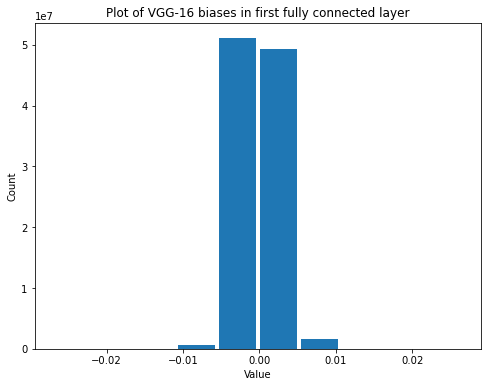 Plot of VGG-16 biases in first fully connected layer
1e7
5
4
3
2
1
0
Count
−0.02 −0.01 0.00 0.01 0.02
Value